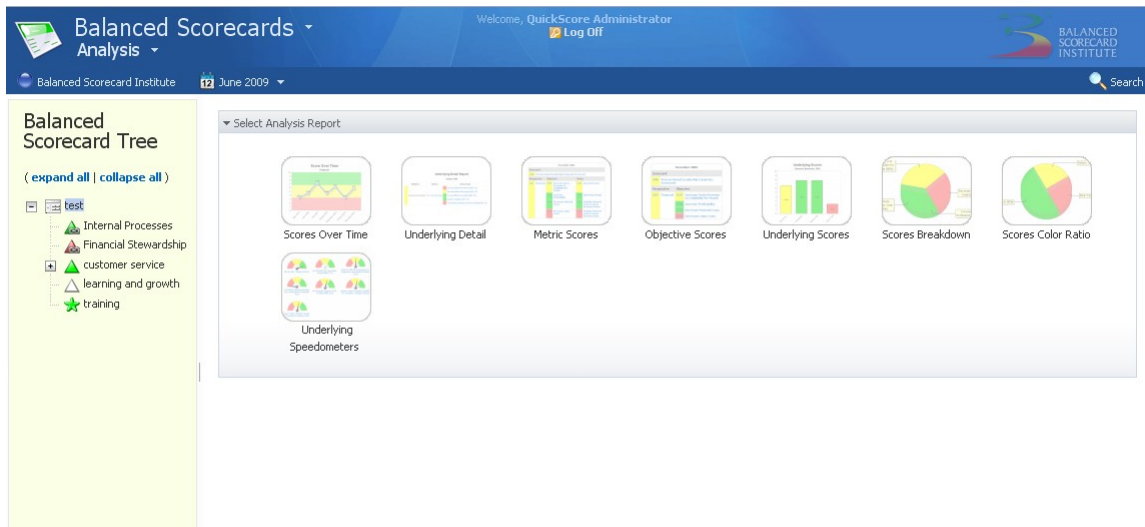 Balanced Scorecards
Analysis
Welcome, QuickScore Administrator
Log Off
BALANCED
SCORECARD
INSTITUTE
Balanced Scorecard Institute
12 June 2009
Search
Balanced
Scorecard Tree
( expand all | collapse all )
test
Internal Processes
Financial Stewardship
customer service
learning and growth
training
Select Analysis Report
Scores Over Time
Underlying Detail
Metric Scores
Objective Scores
Underlying Scores
Scores Breakdown
Scores Color Ratio
Underlying
Speedometers